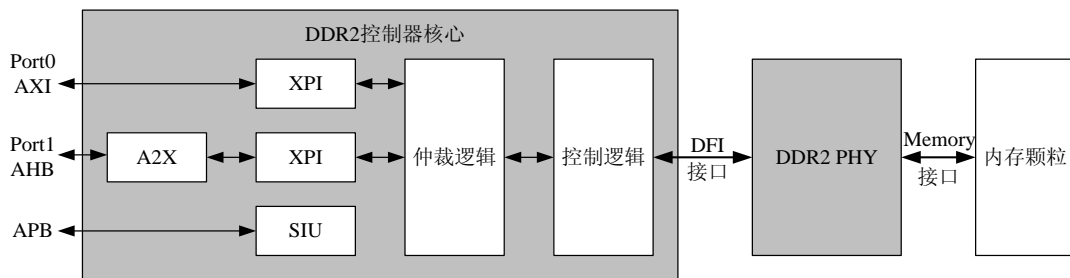 DDR2控制器核心
Port0
AXI
XPI
Port1
AHB
A2X
XPI
仲裁逻辑
控制逻辑
DFI
接口
DDR2 PHY
Memory
接口
内存颗粒
APB
SIU